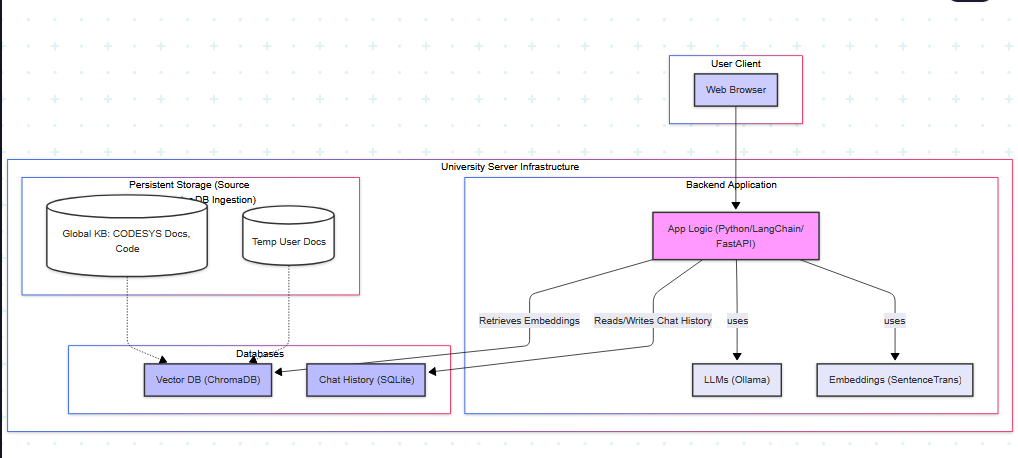 User Client
Web Browser
University Server Infrastructure
Persistent Storage (Source
DB Ingestion)
Global KB: CODESYS Docs,
Code
Temp User Docs
Backend Application
App Logic (Python/LangChain/
FastAPI)
Retrieves Embeddings
Reads/Writes Chat History
uses
uses
Databases
Vector DB (ChromaDB)
Chat History (SQLite)
LLMs (Ollama)
Embeddings (SentenceTrans)